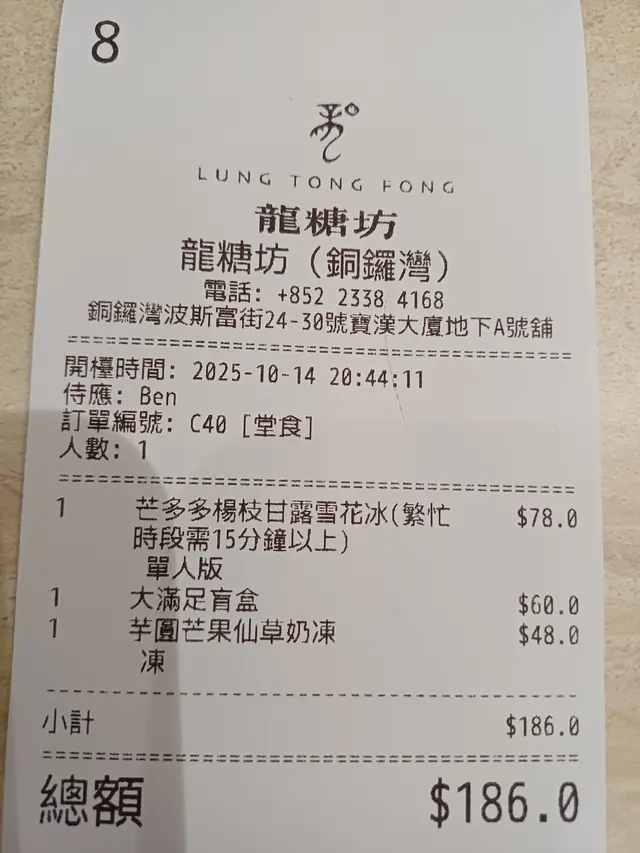 8
LUNG TONG FONG
龍糖坊
龍糖坊 (銅鑼灣)
電話: +852 2338 4168
銅鑼灣波斯富街24-30號寶漢大廈地下A號舖
開檯時間: 2025-10-14 20:44:11
侍應: Ben
訂單編號: C40 [堂食]
人數: 1
1 芒多多楊枝甘露雪花冰(繁忙 $78.0
時段需15分鐘以上)
單人版
1 大滿足盲盒 $60.0
1 芋圓芒果仙草奶凍 $48.0
凍
小計 $186.0
總額 $186.0